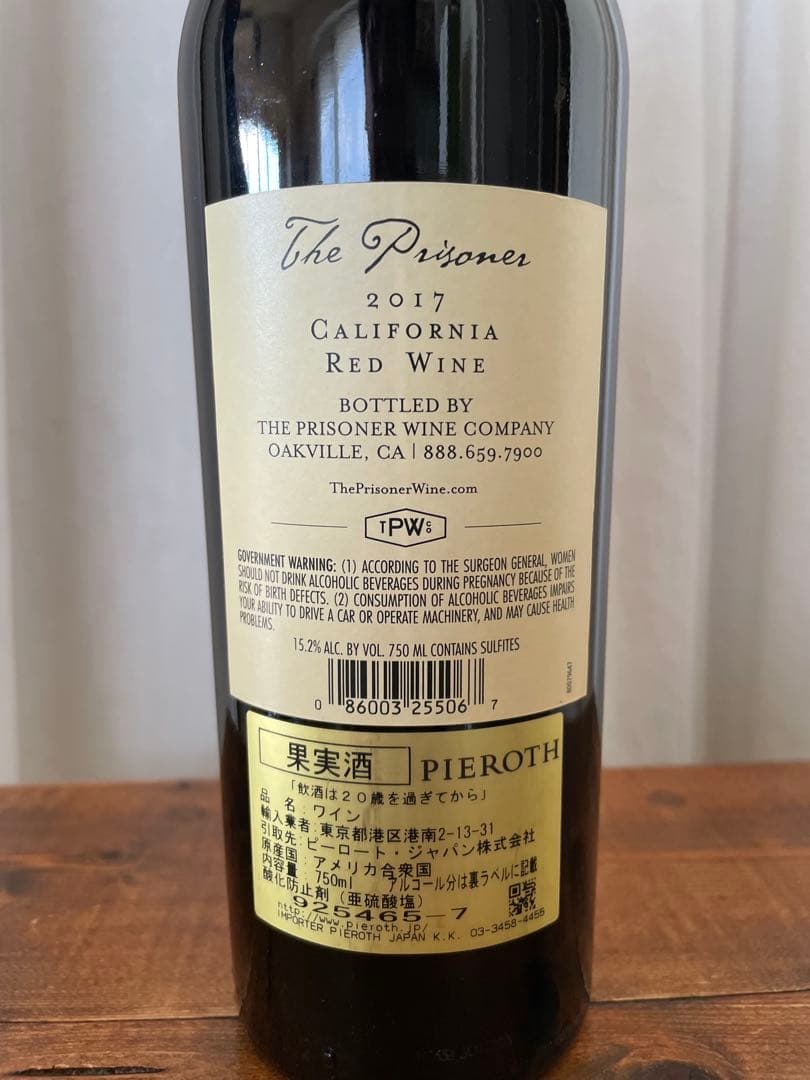 The Prisoner
2017
CALIFORNIA
RED WINE
BOTTLED BY
THE PRISONER WINE COMPANY
OAKVILLE, CA | 888.659.7900
ThePrisonerWine.com
TPWCO
GOVERNMENT WARNING: (1) ACCORDING TO THE SURGEON GENERAL, WOMEN
SHOULD NOT DRINK ALCOHOLIC BEVERAGES DURING PREGNANCY BECAUSE OF THE
RISK OF BIRTH DEFECTS. (2) CONSUMPTION OF ALCOHOLIC BEVERAGES IMPAIRS
YOUR ABILITY TO DRIVE A CAR OR OPERATE MACHINERY, AND MAY CAUSE HEALTH
PROBLEMS.
15.2% ALC. BY VOL. 750 ML CONTAINS SULFITES
0 86003 25506 7
果実酒 PIEROTH
「飲酒は20歳を過ぎてから」
品 名:ワイン
輸入業者:東京都港区港南2-13-31
引取先:ピーロート・ジャパン株式会社
原産国:アメリカ合衆国
内容量:750ml アルコール分は裏ラベルに記載
酸化防止剤(亜硫酸塩)
925465-7
http://www.pieroth.jp/
IMPORTER PIEROTH JAPAN K.K. 03-3458-4455